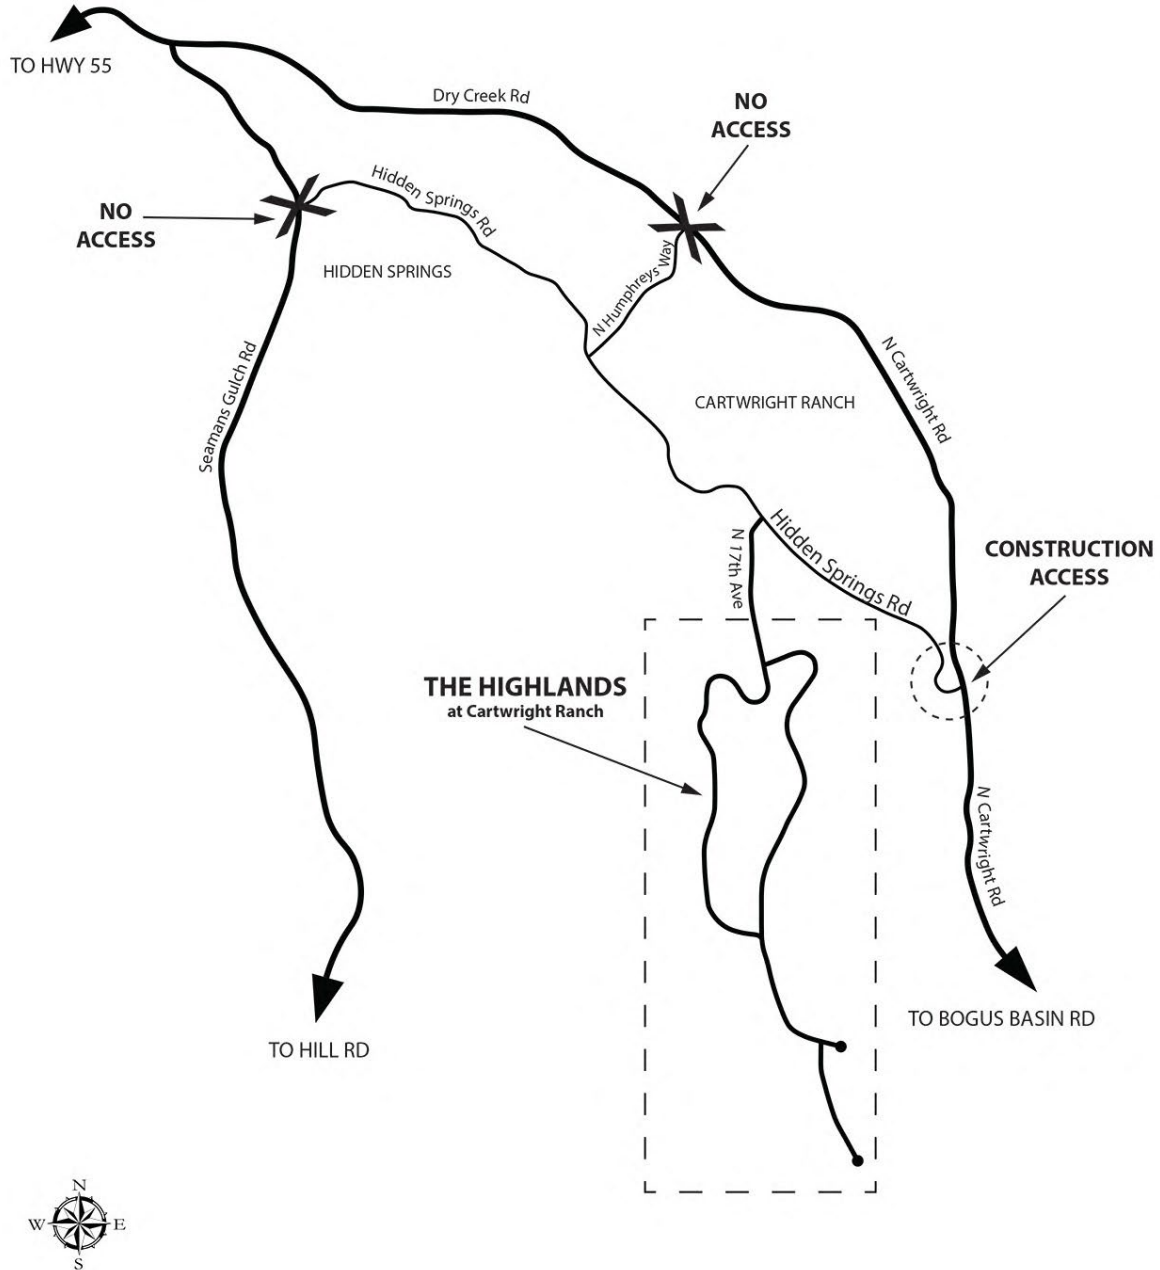 TO HWY 55
Dry Creek Rd
NO
ACCESS
Hidden Springs Rd
NO
ACCESS
HIDDEN SPRINGS
N Humphreys Way
Seamans Gulch Rd
N Cartwright Rd
CARTWRIGHT RANCH
N 17th Ave
Hidden Springs Rd
CONSTRUCTION
ACCESS
THE HIGHLANDS
at Cartwright Ranch
N Cartwright Rd
TO BOGUS BASIN RD
TO HILL RD
N
W E
S